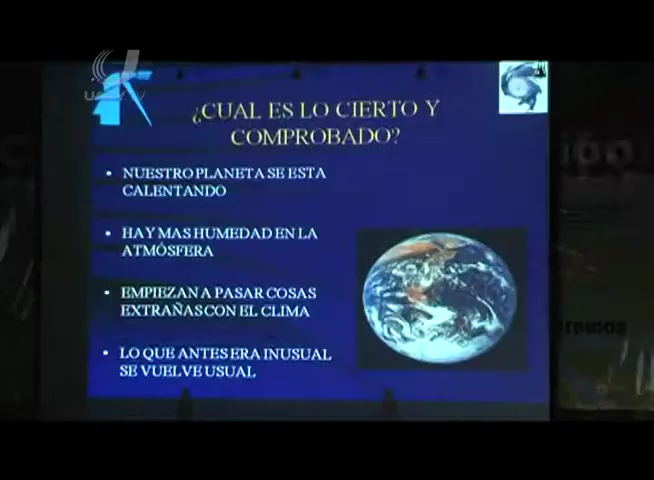 ¿CUAL ES LO CIERTO Y
COMPROBADO?
• NUESTRO PLANETA SE ESTA
CALENTANDO
• HAY MAS HUMEDAD EN LA
ATMÓSFERA
• EMPIEZAN A PASAR COSAS
EXTRAÑAS CON EL CLIMA
• LO QUE ANTES ERA INUSUAL
SE VUELVE USUAL